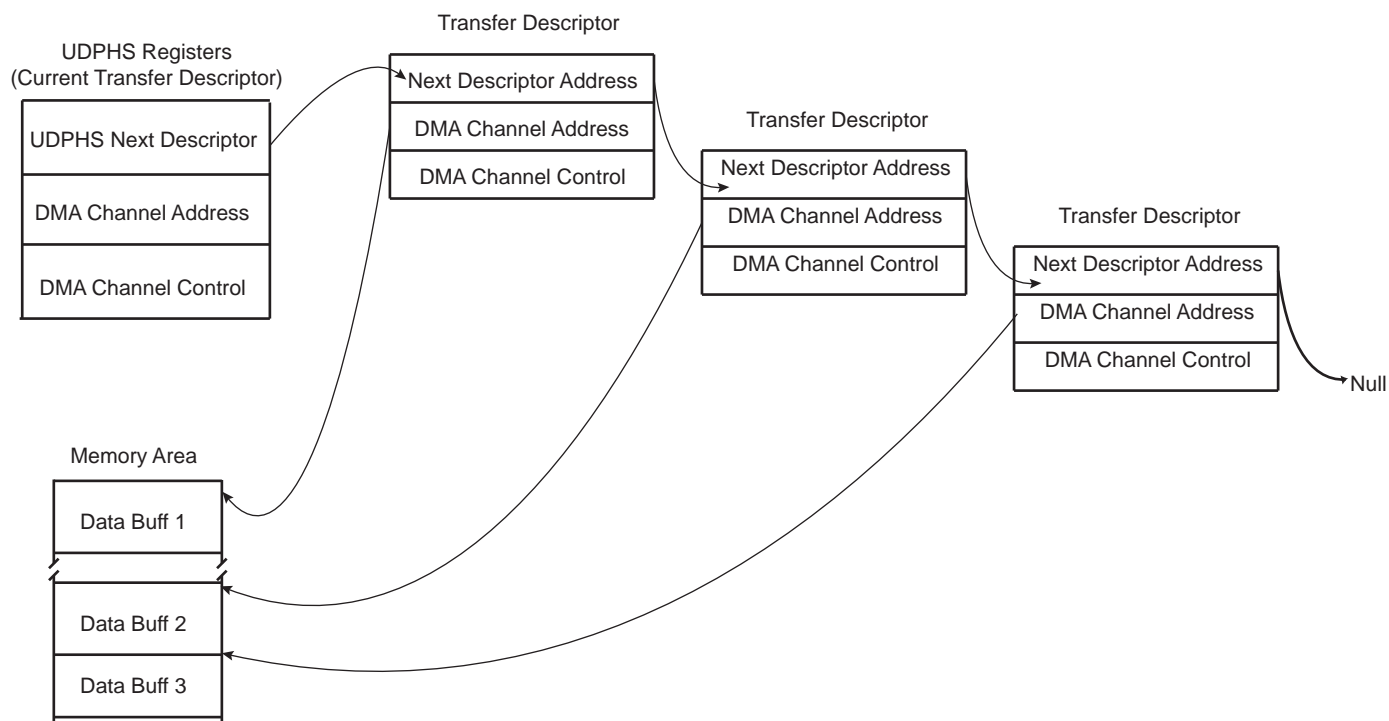 UDPHS Registers
(Current Transfer Descriptor)
UDPHS Next Descriptor
DMA Channel Address
DMA Channel Control
Transfer Descriptor
Next Descriptor Address
DMA Channel Address
DMA Channel Control
Transfer Descriptor
Next Descriptor Address
DMA Channel Address
DMA Channel Control
Transfer Descriptor
Next Descriptor Address
DMA Channel Address
DMA Channel Control
Null
Memory Area
Data Buff 1
Data Buff 2
Data Buff 3